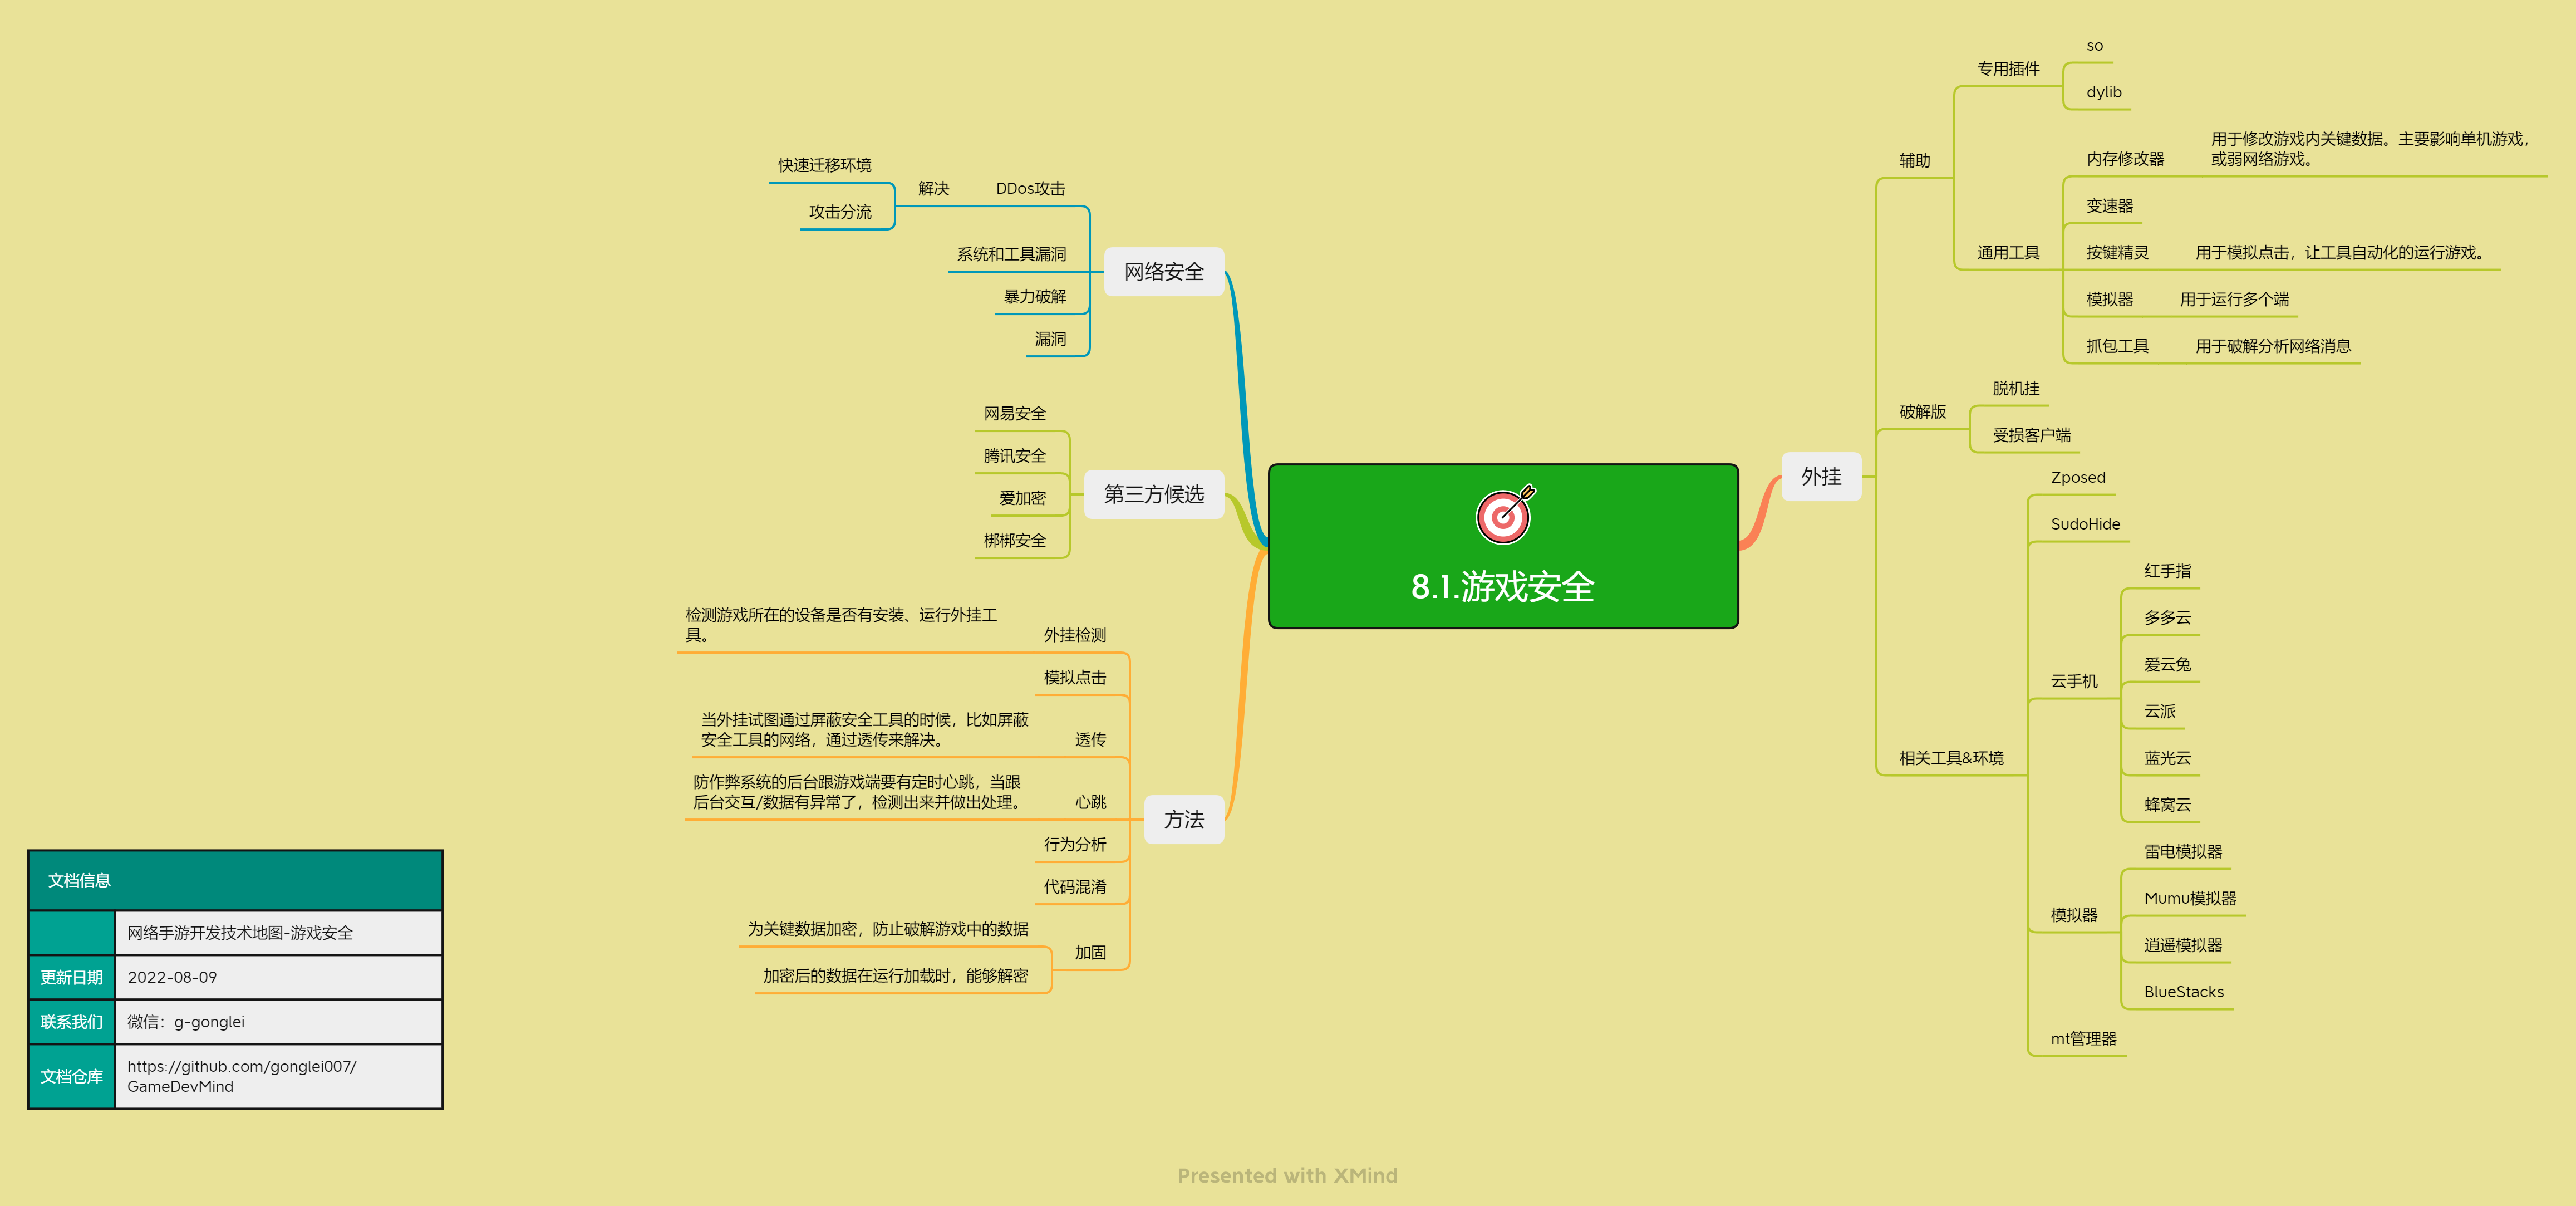 8.1.游戏安全
外挂
辅助
专用插件
so
dylib
通用工具
内存修改器
用于修改游戏内关键数据。主要影响单机游戏，
或弱网络游戏。
变速器
按键精灵
用于模拟点击，让工具自动化的运行游戏。
模拟器
用于运行多个端
抓包工具
用于破解分析网络消息
破解版
脱机挂
受损客户端
相关工具&环境
Zposed
SudoHide
云手机
红手指
多多云
爱云兔
云派
蓝光云
蜂窝云
模拟器
雷电模拟器
Mumu模拟器
逍遥模拟器
BlueStacks
mt管理器
网络安全
DDos攻击
解决
快速迁移环境
攻击分流
系统和工具漏洞
暴力破解
漏洞
第三方候选
网易安全
腾讯安全
爱加密
梆梆安全
方法
外挂检测
检测游戏所在的设备是否有安装、运行外挂工
具。
模拟点击
透传
当外挂试图通过屏蔽安全工具的时候，比如屏蔽
安全工具的网络，通过透传来解决。
心跳
防作弊系统的后台跟游戏端要有定时心跳，当跟
后台交互/数据有异常了，检测出来并做出处理。
行为分析
代码混淆
加固
为关键数据加密，防止破解游戏中的数据
加密后的数据在运行加载时，能够解密
文档信息
网络手游开发技术地图-游戏安全
更新日期
2022-08-09
联系我们
微信：g-gonglei
文档仓库
https://github.com/gonglei007/
GameDevMind
Presented with XMind